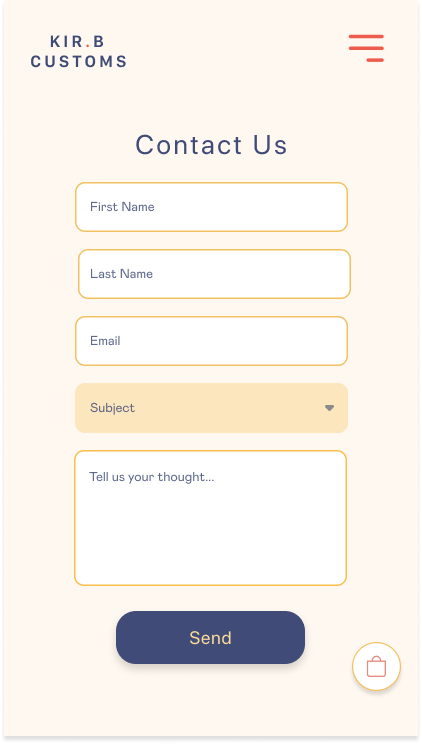 KIR.B
CUSTOMS
Contact Us
First Name
Last Name
Email
Subject
Tell us your thought...
Send